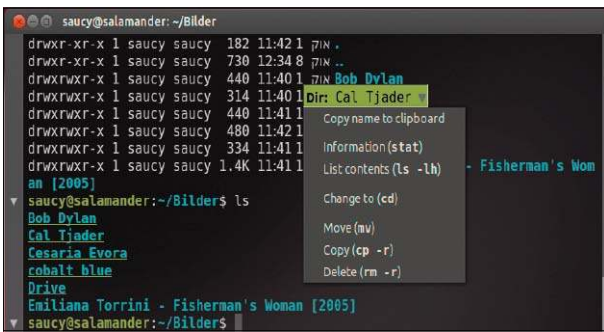 saucy@salamander: ~/Bilder
drwxr-xr-x 1 saucy saucy 182 11:42 1 אוק .
drwxr-xr-x 1 saucy saucy 730 12:34 8 אוק ..
drwxrwxr-x 1 saucy saucy 440 11:40 1 אוק Bob Dylan
drwxrwxr-x 1 saucy saucy 314 11:40 1 Dir: Cal Tjader
drwxrwxr-x 1 saucy saucy 440 11:41 1
drwxrwxr-x 1 saucy saucy 480 11:42 1
drwxrwxr-x 1 saucy saucy 334 11:41 1
drwxrwxr-x 1 saucy saucy 1.4K 11:41 1 - Fisherman's Wom
an [2005]
Copy name to clipboard
Information (stat)
List contents (ls -lh)
Change to (cd)
Move (mv)
Copy (cp -r)
Delete (rm -r)
saucy@salamander:~/Bilder$ ls
Bob Dylan
Cal Tjader
Cesaria Evora
cobalt blue
Drive
Emiliana Torrini - Fisherman's Woman [2005]
saucy@salamander:~/Bilder$